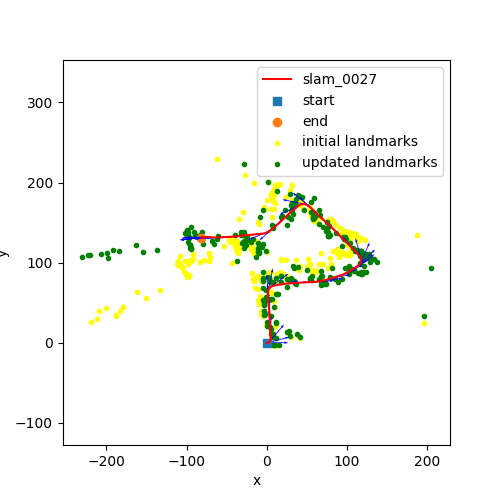 slam_0027
start
end
initial landmarks
updated landmarks
300
200
100
0
−100
−200
−100
0
100
200
x
y